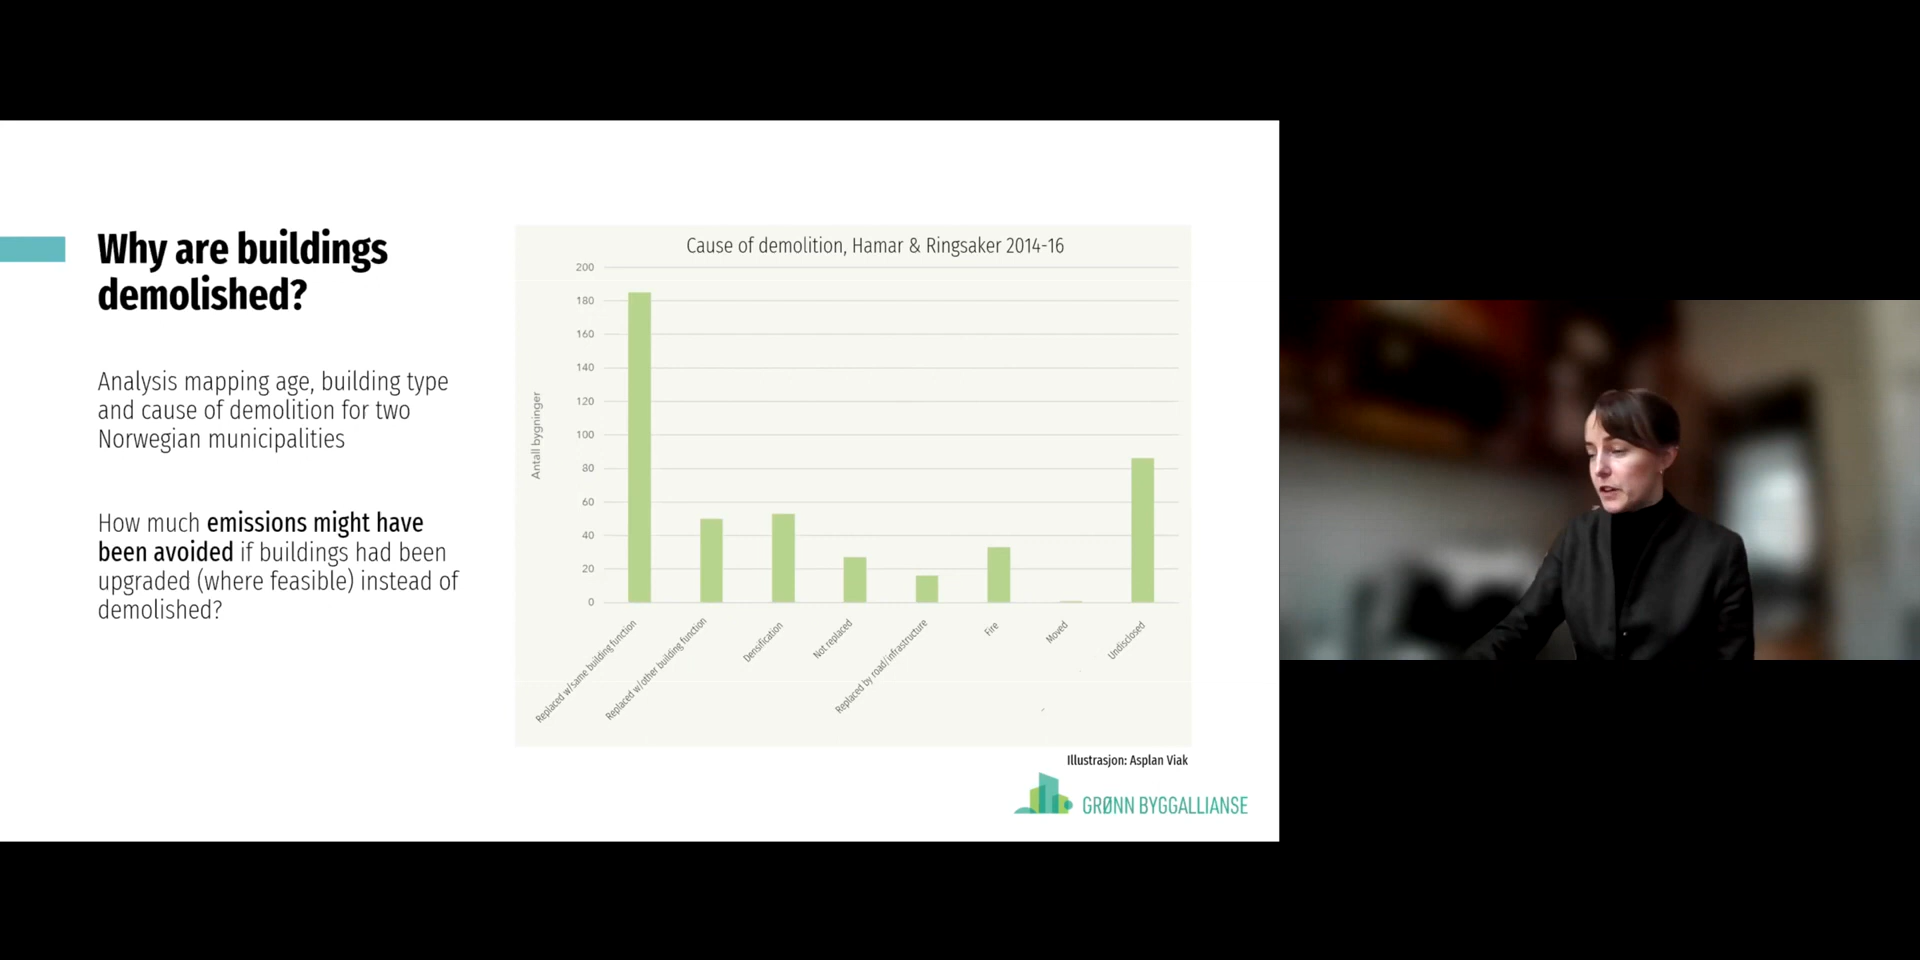 Why are buildings
demolished?
Analysis mapping age, building type
and cause of demolition for two
Norwegian municipalities
How much emissions might have
been avoided if buildings had been
upgraded (where feasible) instead of
demolished?
Cause of demolition, Hamar & Ringsaker 2014-16
Antall bygninger
200
180
160
140
120
100
80
60
40
20
0
Replaced w/same building function
Replaced w/other building function
Densification
Not replaced
Replaced by road/infrastructure
Fire
Moved
Undisclosed
Illustrasjon: Asplan Viak
GRØNN BYGGALLIANSE